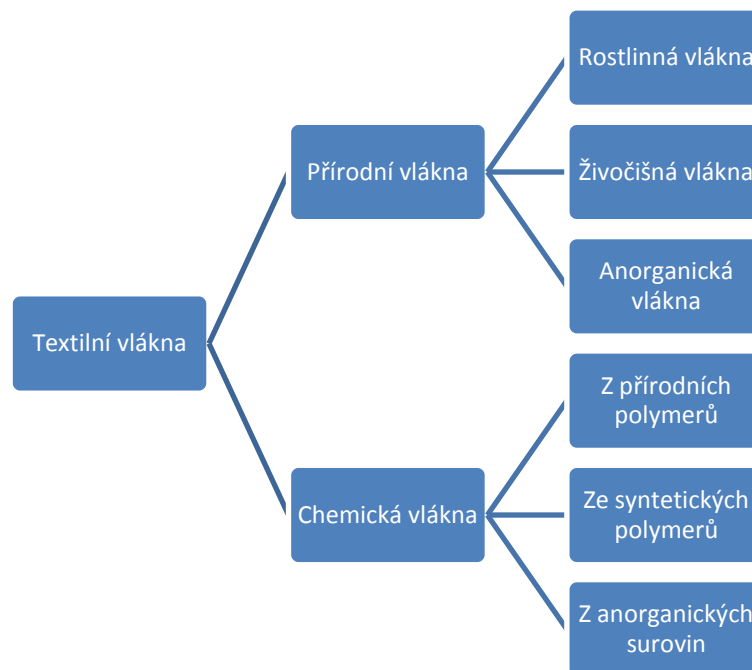 Rostlinná vlákna
Přírodní vlákna
Živočišná vlákna
Anorganická
vlákna
Textilní vlákna
Z přírodních
polymerů
Chemická vlákna
Ze syntetických
polymerů
Z anorganických
surovin